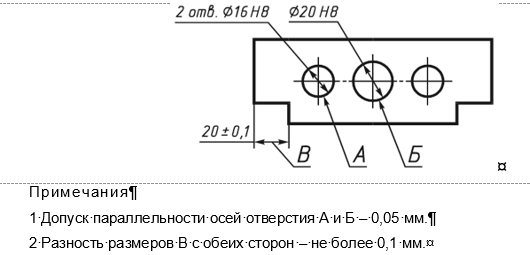 2 отв. Ø16 H8 Ø20 H8
20±0,1
В А Б
¤
Примечания¶
1·Допуск·параллельности·осей·отверстия·А·и·Б·–·0,05·мм.¶
2·Разность·размеров·В·с·обеих·сторон·–·не·более·0,1·мм.¤